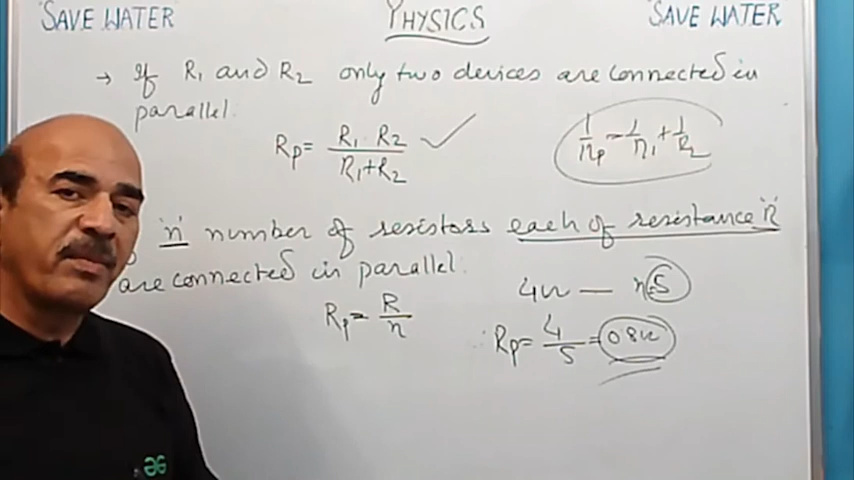 SAVE WATER PHYSICS SAVE WATER
→ If R₁ and R₂ only two devices are connected in
parallel.
Rp = R₁ . R₂ / R₁+R₂ ✓
1/Rp = 1/R₁ + 1/R₂
'n' number of resistors each of resistance 'R'
are connected in parallel.
Rp = R/n
4Ω — n=5
∴ Rp = 4/5 = 0.8Ω